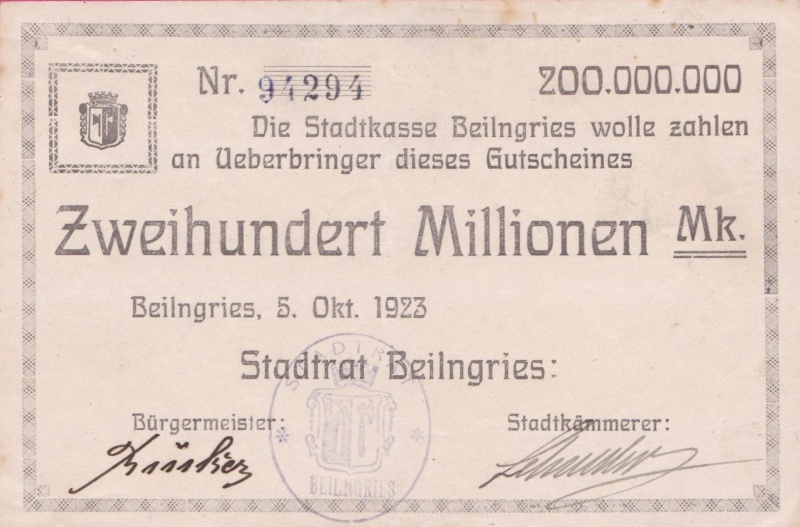 Nr. 94294 200.000.000
Die Stadtkasse Beilngries wolle zahlen
an Ueberbringer dieses Gutscheines
Zweihundert Millionen Mk.
Beilngries, 5. Okt. 1923
Stadtrat Beilngries:
Bürgermeister: Stadtkämmerer:
STADTRAT
BEILNGRIES